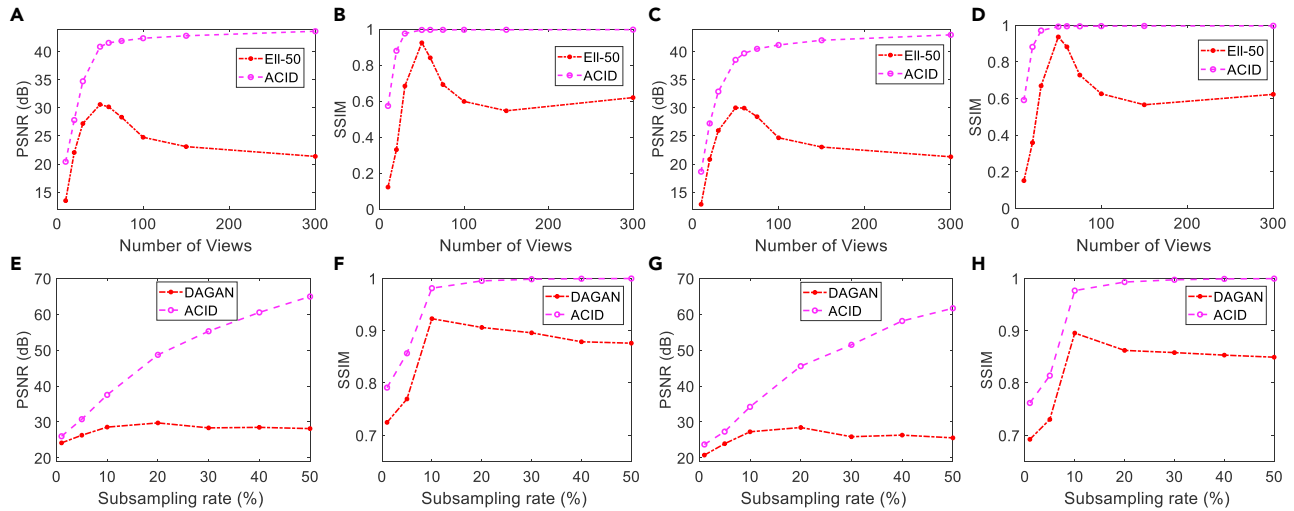 A
PSNR (dB)
40
35
30
25
20
15
0
100
200
300
Number of Views
Ell-50
ACID
B
SSIM
1
0.8
0.6
0.4
0.2
0
0
100
200
300
Number of Views
Ell-50
ACID
C
PSNR (dB)
40
35
30
25
20
15
0
100
200
300
Number of Views
Ell-50
ACID
D
SSIM
1
0.8
0.6
0.4
0.2
0
0
100
200
300
Number of Views
Ell-50
ACID
E
PSNR (dB)
70
60
50
40
30
20
0
10
20
30
40
50
Subsampling rate (%)
DAGAN
ACID
F
SSIM
1
0.9
0.8
0.7
0
10
20
30
40
50
Subsampling rate (%)
DAGAN
ACID
G
PSNR (dB)
70
60
50
40
30
20
0
10
20
30
40
50
Subsampling rate (%)
DAGAN
ACID
H
SSIM
1
0.9
0.8
0.7
0
10
20
30
40
50
Subsampling rate (%)
DAGAN
ACID